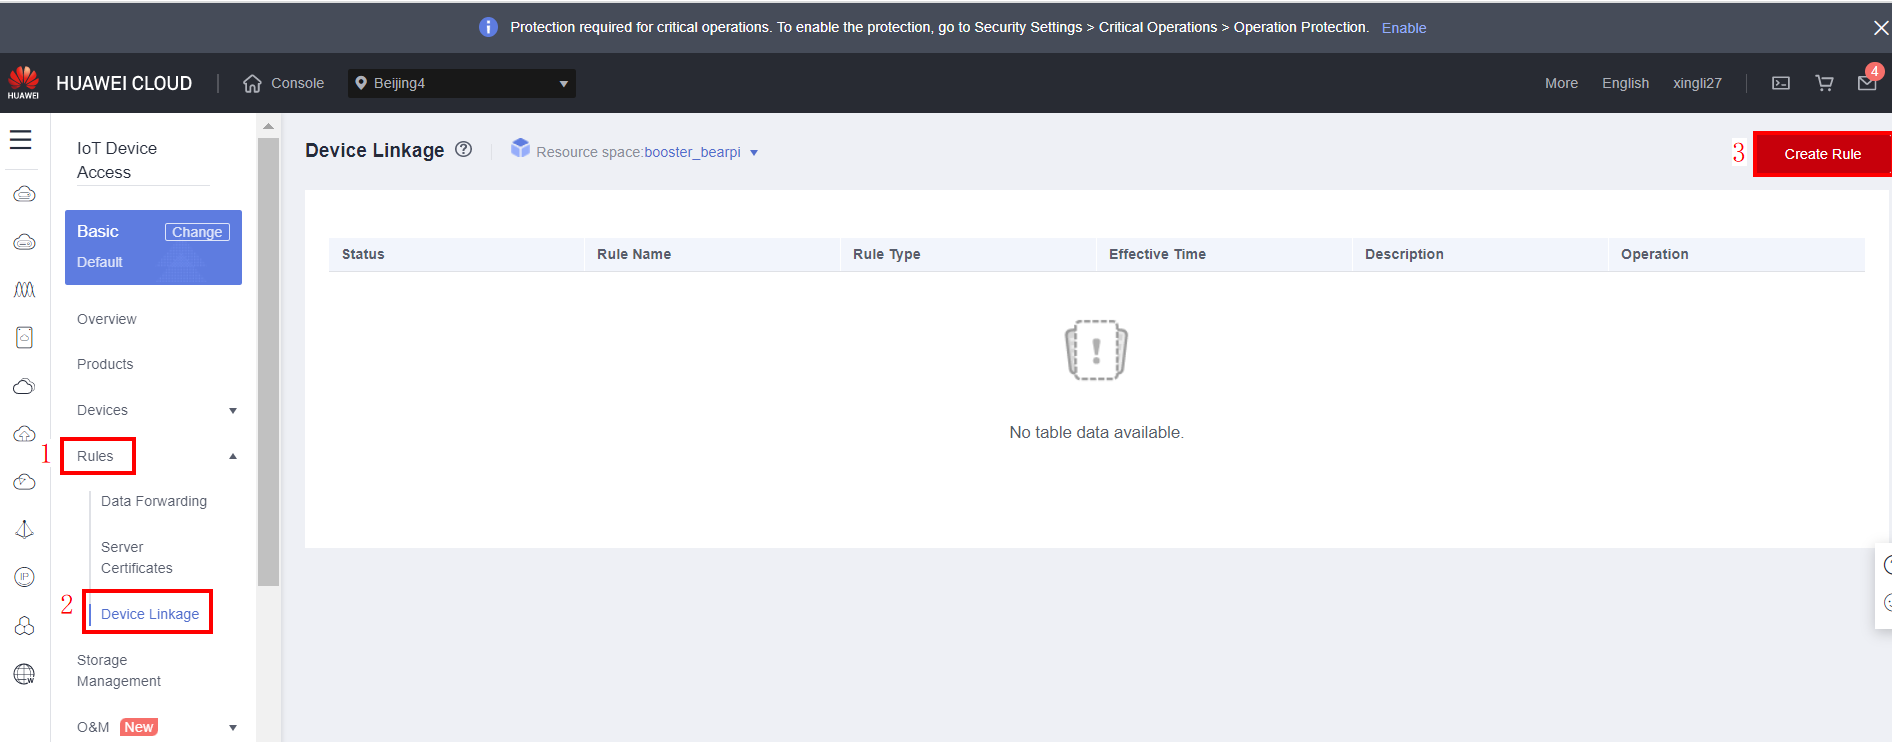 Protection required for critical operations. To enable the protection, go to Security Settings > Critical Operations > Operation Protection. Enable
HUAWEI
HUAWEI CLOUD
Console
Beijing4
More
English
xingli27
4
IoT Device
Access
Basic
Change
Default
Overview
Products
Devices
1
Rules
Data Forwarding
Server
Certificates
2
Device Linkage
Storage
Management
O&M New
Device Linkage
Resource space:booster_bearpi
3
Create Rule
Status
Rule Name
Rule Type
Effective Time
Description
Operation
No table data available.
IP
W